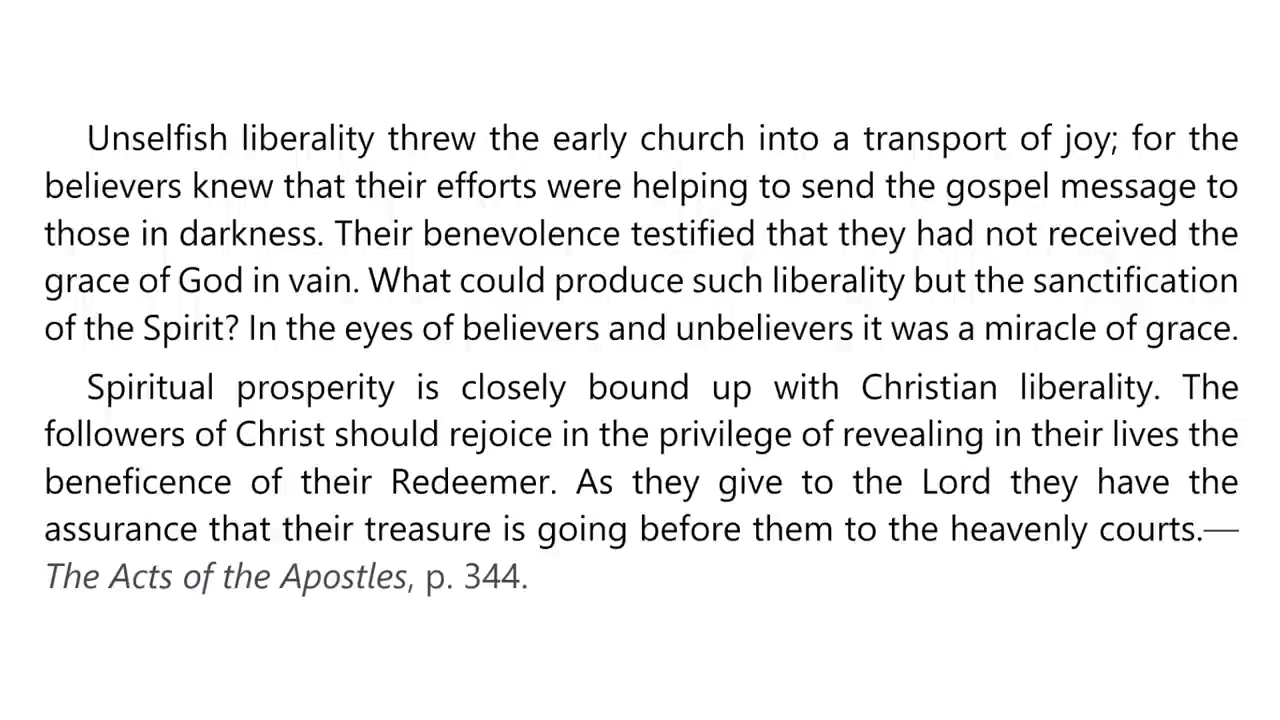 Unselfish liberality threw the early church into a transport of joy; for the
believers knew that their efforts were helping to send the gospel message to
those in darkness. Their benevolence testified that they had not received the
grace of God in vain. What could produce such liberality but the sanctification
of the Spirit? In the eyes of believers and unbelievers it was a miracle of grace.
Spiritual prosperity is closely bound up with Christian liberality. The
followers of Christ should rejoice in the privilege of revealing in their lives the
beneficence of their Redeemer. As they give to the Lord they have the
assurance that their treasure is going before them to the heavenly courts.—
The Acts of the Apostles, p. 344.